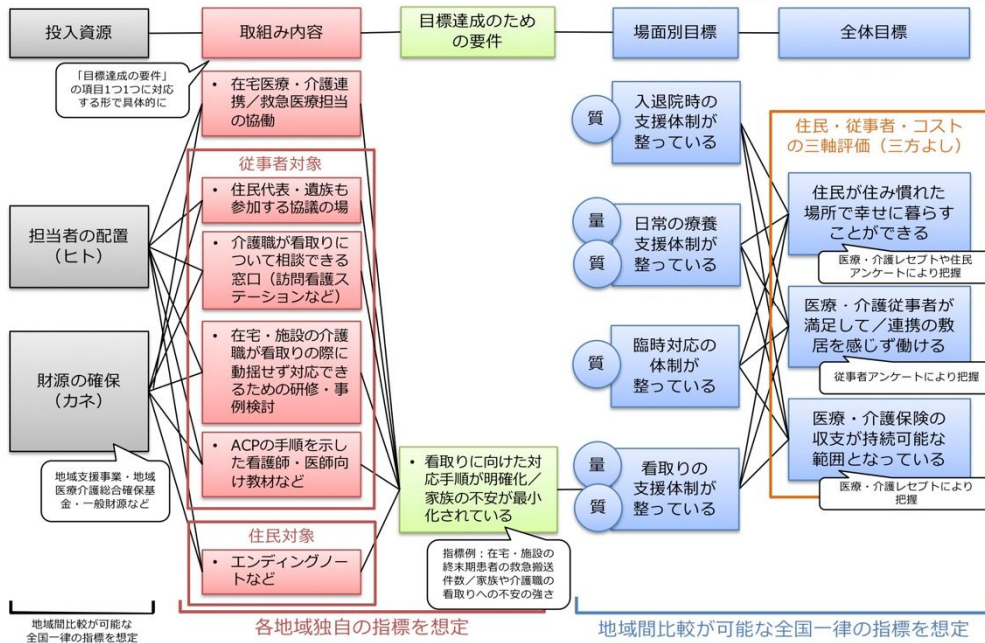 投入資源
取組み内容
目標達成のため
の要件
場面別目標
全体目標
「目標達成の要件」
の項目1つ1つに対応
する形で具体的に
• 在宅医療・介護連
携/救急医療担当
の協働
従事者対象
• 住民代表・遺族も
参加する協議の場
• 介護職が看取りに
ついて相談できる
窓口（訪問看護ス
テーションなど）
• 在宅・施設の介護
職が看取りの際に
動揺せず対応でき
るための研修・事
例検討
• ACPの手順を示し
た看護師・医師向
け教材など
住民対象
• エンディングノー
トなど
担当者の配置
（ヒト）
財源の確保
（カネ）
地域支援事業・地域
医療介護総合確保基
金・一般財源など
• 看取りに向けた対
応手順が明確化/
家族の不安が最小
化されている
指標例：在宅・施設の
終末期患者の救急搬送
件数/家族や介護職の
看取りへの不安の強さ
質
入退院時の
支援体制が
整っている
量
質
日常の療養
支援体制が
整っている
質
臨時対応の
体制が
整っている
量
質
看取りの
支援体制が
整っている
住民・従事者・コスト
の三軸評価（三方よし）
住民が住み慣れた
場所で幸せに暮らす
ことができる
医療・介護レセプトや住民
アンケートにより把握
医療・介護従事者が
満足して/連携の敷
居を感じず働ける
従事者アンケートにより把握
医療・介護保険の
収支が持続可能な
範囲となっている
医療・介護レセプトにより
把握
地域間比較が可能な
全国一律の指標を想定
各地域独自の指標を想定
地域間比較が可能な全国一律の指標を想定